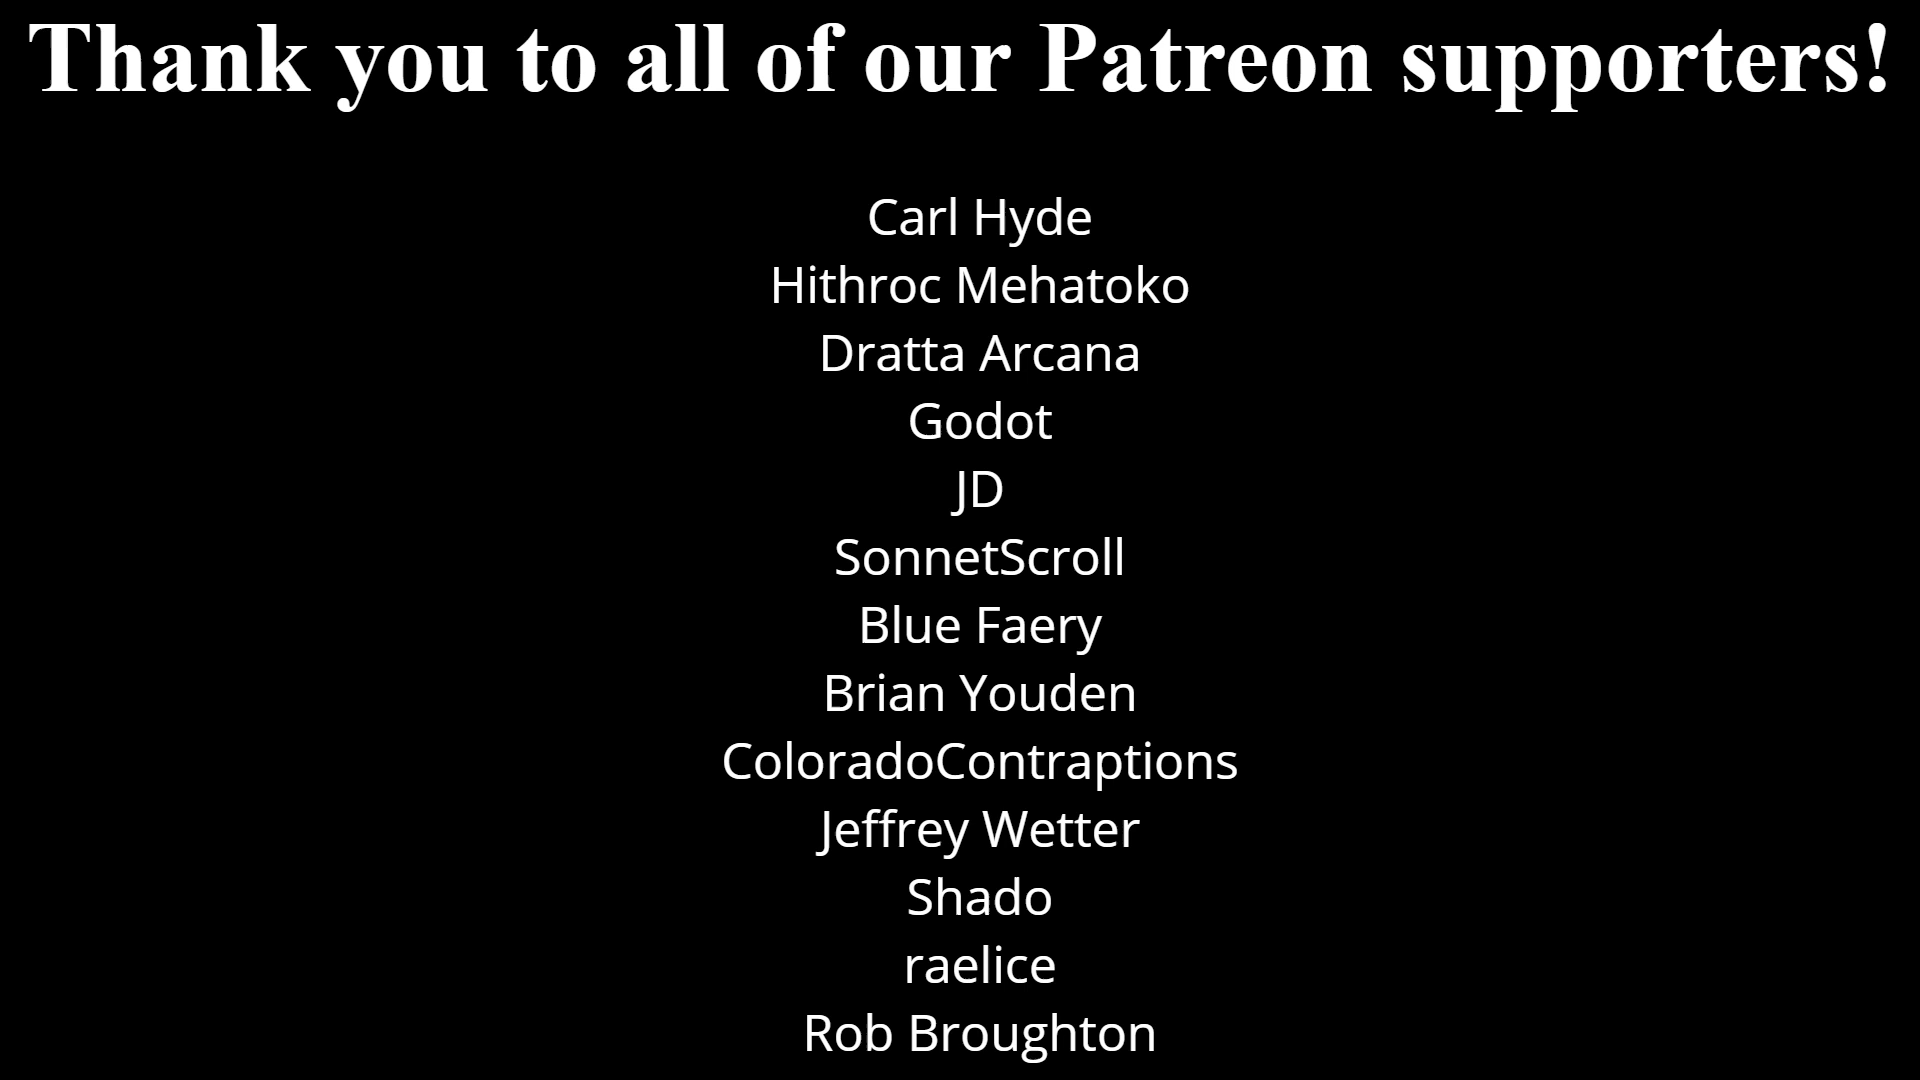 Thank you to all of our Patreon supporters!
Carl Hyde
Hithroc Mehatoko
Dratta Arcana
Godot
JD
SonnetScroll
Blue Faery
Brian Youden
ColoradoContraptions
Jeffrey Wetter
Shado
raelice
Rob Broughton